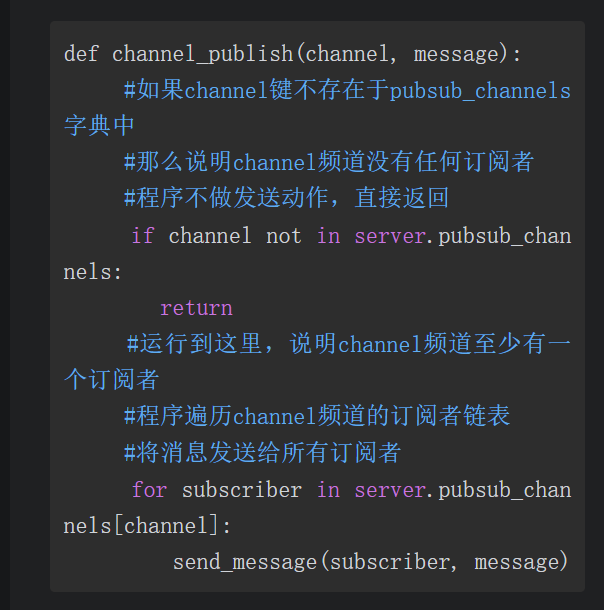 def channel_publish(channel, message):
#如果channel键不存在于pubsub_channels
字典中
#那么说明channel频道没有任何订阅者
#程序不做发送动作，直接返回
if channel not in server.pubsub_chan
nels:
return
#运行到这里，说明channel频道至少有一
个订阅者
#程序遍历channel频道的订阅者链表
#将消息发送给所有订阅者
for subscriber in server.pubsub_chan
nels[channel]:
send_message(subscriber, message)